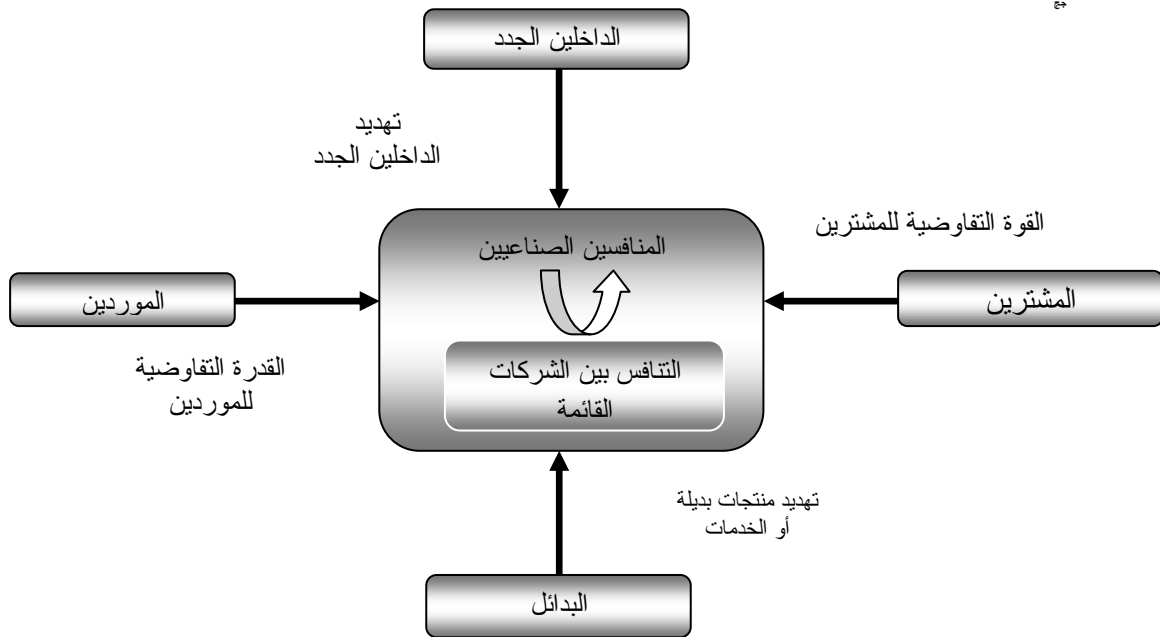 الداخلين الجدد
تهديد
الداخلين الجدد
القوة التفاوضية للمشترين
المنافسين الصناعيين
المشترين
الموردين
التنافس بين الشركات
القائمة
القدرة التفاوضية
للموردين
تهديد منتجات بديلة
أو الخدمات
البدائل